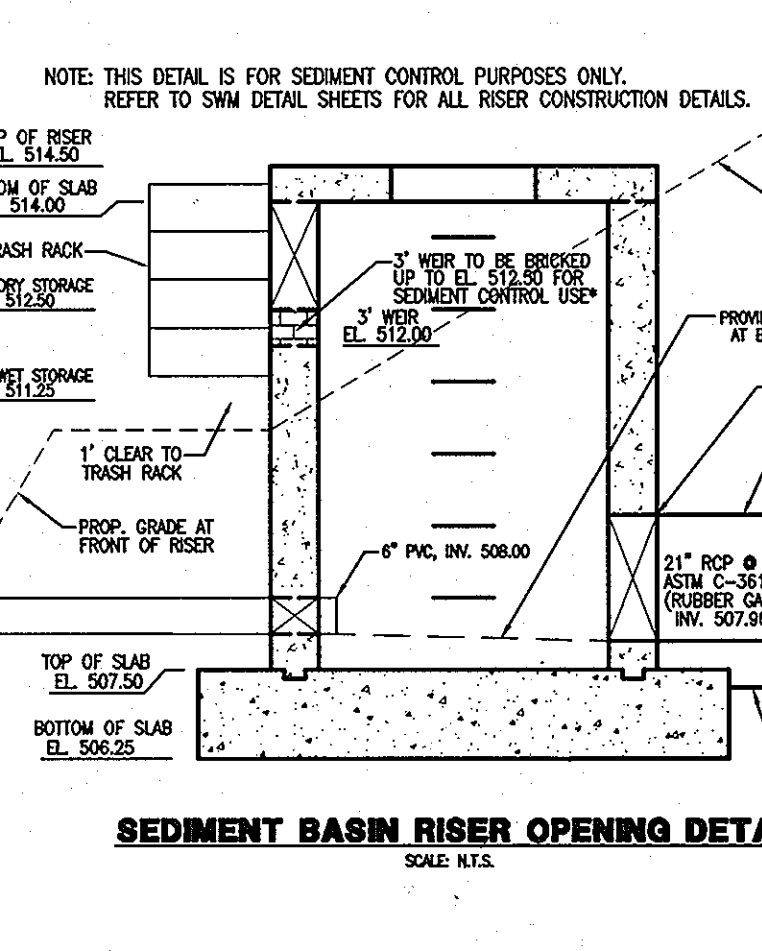 NOTE: THIS DETAIL IS FOR SEDIMENT CONTROL PURPOSES ONLY.
REFER TO SWM DETAIL SHEETS FOR ALL RISER CONSTRUCTION DETAILS.
P OF RISER
EL. 514.50
OM OF SLAB
514.00
RASH RACK
DRY STORAGE
512.50
WET STORAGE
511.25
3' WEIR TO BE BRICKED
UP TO EL. 512.50 FOR
SEDIMENT CONTROL USE*
3' WEIR
EL. 512.00
PROVI
AT B
1' CLEAR TO
TRASH RACK
PROP. GRADE AT
FRONT OF RISER
6" PVC, INV. 508.00
21" RCP @
ASTM C-361
(RUBBER GA
INV. 507.9
TOP OF SLAB
EL. 507.50
BOTTOM OF SLAB
EL. 506.25
SEDIMENT BASIN RISER OPENING DETA
SCALE: N.T.S.